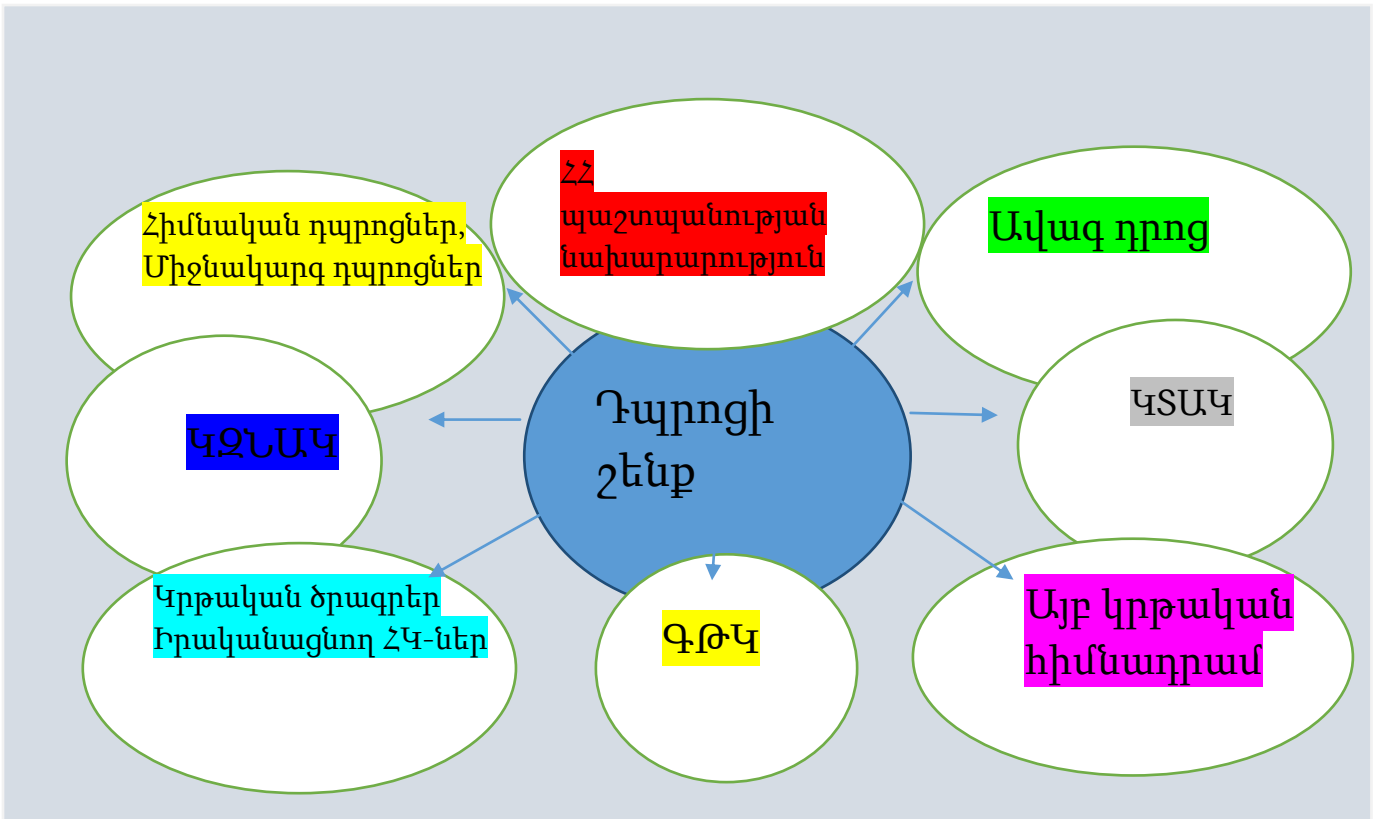 ՀՀ
պաշտպանության
նախարարություն
Հիմնական դպրոցներ,
Միջնակարգ դպրոցներ
Ավագ դրոց
Դպրոցի
շենք
ԿԶՆԱԿ
ԿՏԱԿ
Կրթական ծրագրեր
Իրականացնող ՀԿ-ներ
ԳԹԿ
Այբ կրթական
հիմնադրամ